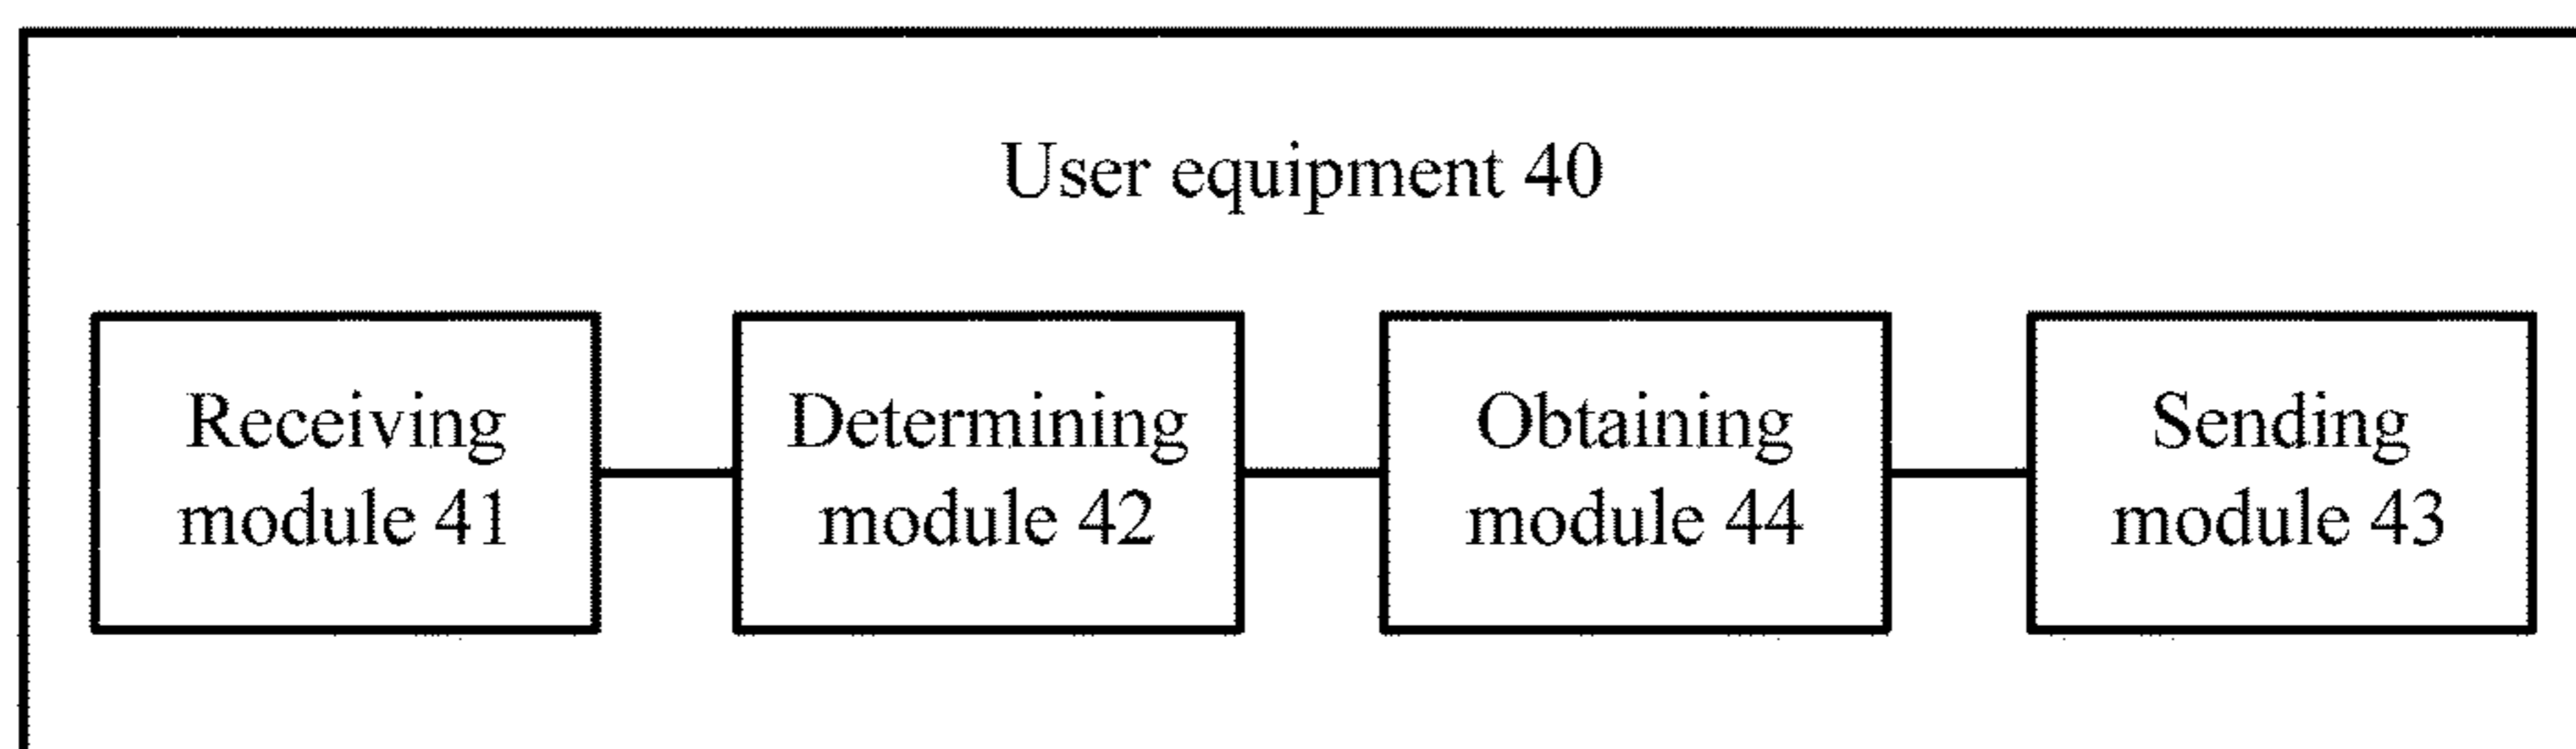 User equipment 40
Receiving
module 41
Determining
module 42
Obtaining
module 44
Sending
module 43